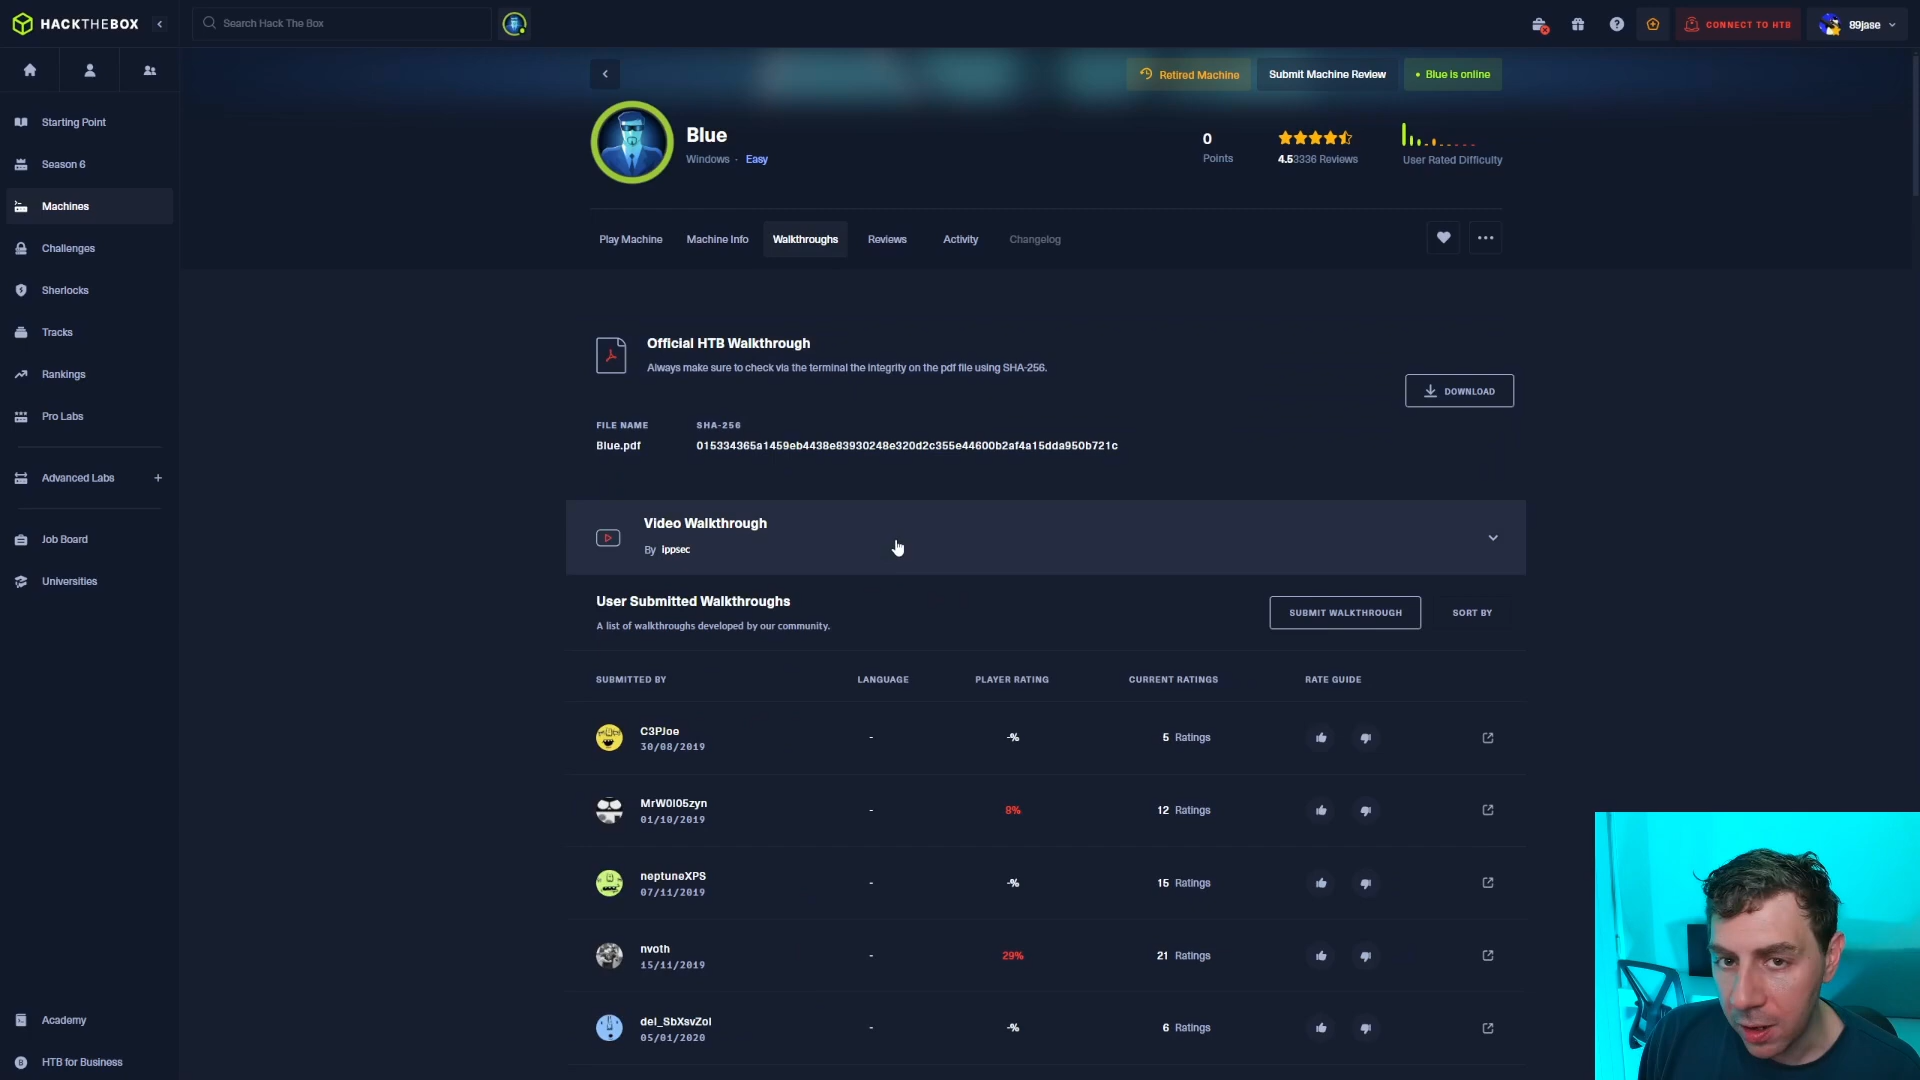 HACKTHEBOX
Search Hack The Box
CONNECT TO HTB
89jase
Starting Point
Season 6
Machines
Challenges
Sherlocks
Tracks
Rankings
Pro Labs
Advanced Labs
Job Board
Universities
Academy
HTB for Business
Retired Machine
Submit Machine Review
Blue is online
Blue
Windows · Easy
0
Points
4.5 3336 Reviews
User Rated Difficulty
Play Machine
Machine Info
Walkthroughs
Reviews
Activity
Changelog
Official HTB Walkthrough
Always make sure to check via the terminal the integrity on the pdf file using SHA-256.
DOWNLOAD
FILE NAME SHA-256
Blue.pdf 015334365a1459eb4438e83930248e320d2c355e44600b2af4a15dda950b721c
Video Walkthrough
By ippsec
User Submitted Walkthroughs
A list of walkthroughs developed by our community.
SUBMIT WALKTHROUGH
SORT BY
SUBMITTED BY LANGUAGE PLAYER RATING CURRENT RATINGS RATE GUIDE
C3PJoe
30/08/2019
- -% 5 Ratings
MrW0l05zyn
01/10/2019
- 8% 12 Ratings
neptuneXPS
07/11/2019
- -% 15 Ratings
nvoth
15/11/2019
- 29% 21 Ratings
del_SbXsvZol
05/01/2020
- -% 6 Ratings